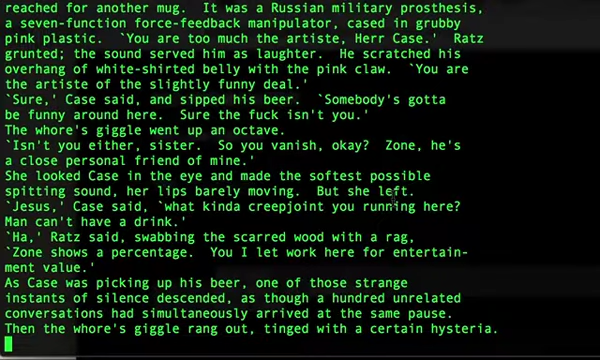 reached for another mug.  It was a Russian military prosthesis,
a seven-function force-feedback manipulator, cased in grubby
pink plastic.  `You are too much the artiste, Herr Case.'  Ratz
grunted; the sound served him as laughter.  He scratched his
overhang of white-shirted belly with the pink claw.  `You are
the artiste of the slightly funny deal.'
`Sure,' Case said, and sipped his beer.  `Somebody's gotta
be funny around here.  Sure the fuck isn't you.'
The whore's giggle went up an octave.
`Isn't you either, sister.  So you vanish, okay?  Zone, he's
a close personal friend of mine.'
She looked Case in the eye and made the softest possible
spitting sound, her lips barely moving.  But she left.
`Jesus,' Case said, `what kinda creepjoint you running here?
Man can't have a drink.'
`Ha,' Ratz said, swabbing the scarred wood with a rag,
`Zone shows a percentage.  You I let work here for entertain-
ment value.'
As Case was picking up his beer, one of those strange
instants of silence descended, as though a hundred unrelated
conversations had simultaneously arrived at the same pause.
Then the whore's giggle rang out, tinged with a certain hysteria.